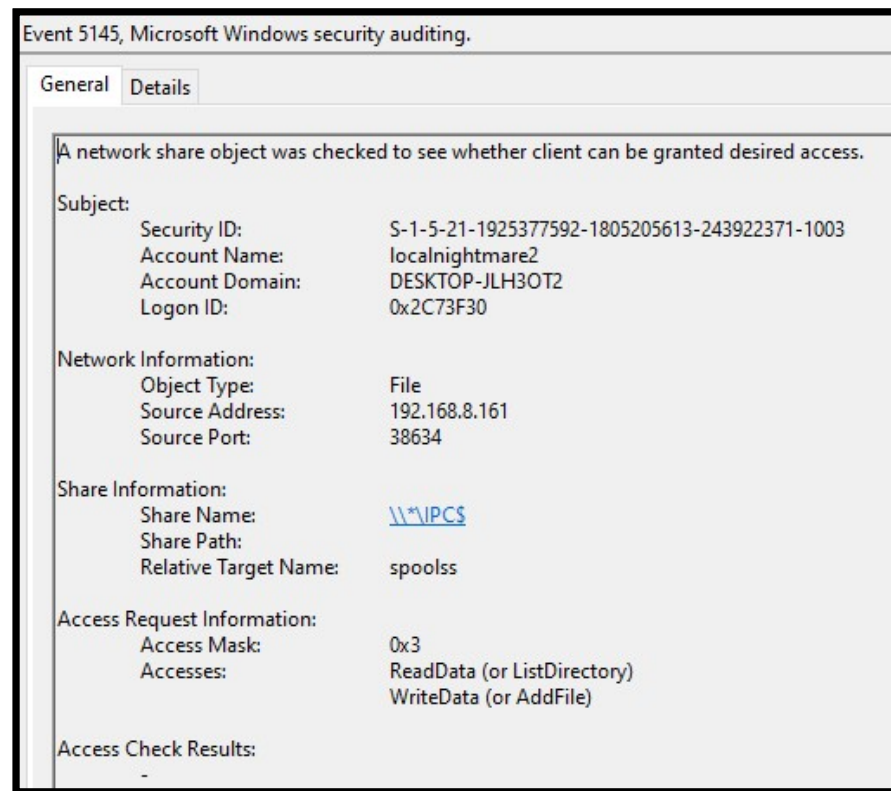 Event 5145, Microsoft Windows security auditing.
General Details
A network share object was checked to see whether client can be granted desired access.
Subject:
Security ID: S-1-5-21-1925377592-1805205613-243922371-1003
Account Name: localnightmare2
Account Domain: DESKTOP-JLH3OT2
Logon ID: 0x2C73F30
Network Information:
Object Type: File
Source Address: 192.168.8.161
Source Port: 38634
Share Information:
Share Name: \\*\IPC$
Share Path:
Relative Target Name: spoolss
Access Request Information:
Access Mask: 0x3
Accesses: ReadData (or ListDirectory)
WriteData (or AddFile)
Access Check Results:
-